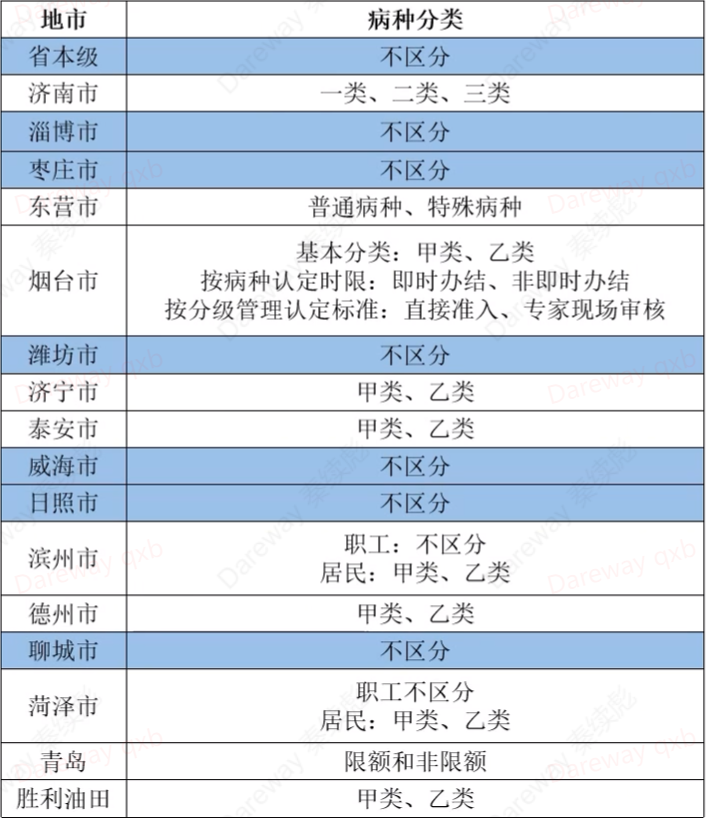 地市 病种分类
省本级 不区分
济南市 一类、二类、三类
淄博市 不区分
枣庄市 不区分
东营市 普通病种、特殊病种
基本分类：甲类、乙类
烟台市 按病种认定时限：即时办结、非即时办结
按分级管理认定标准：直接准入、专家现场审核
潍坊市 不区分
济宁市 甲类、乙类
泰安市 甲类、乙类
威海市 不区分
日照市 不区分
滨州市 职工：不区分
居民：甲类、乙类
德州市 甲类、乙类
聊城市 不区分
菏泽市 职工不区分
居民：甲类、乙类
青岛 限额和非限额
胜利油田 甲类、乙类
Dareway 秦续彪
Dareway qxb